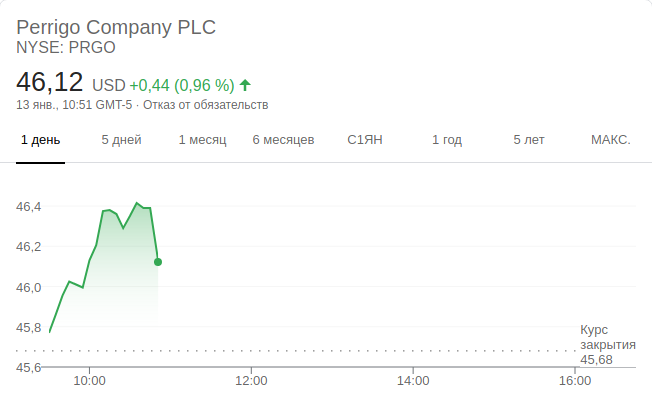 Perrigo Company PLC
NYSE: PRGO
46,12 USD +0,44 (0,96 %)
13 янв., 10:51 GMT-5 · Отказ от обязательств
1 день 5 дней 1 месяц 6 месяцев С1ЯН 1 год 5 лет МАКС.
46,4
46,2
46,0
45,8
Курс
закрытия
45,68
45,6
10:00 12:00 14:00 16:00